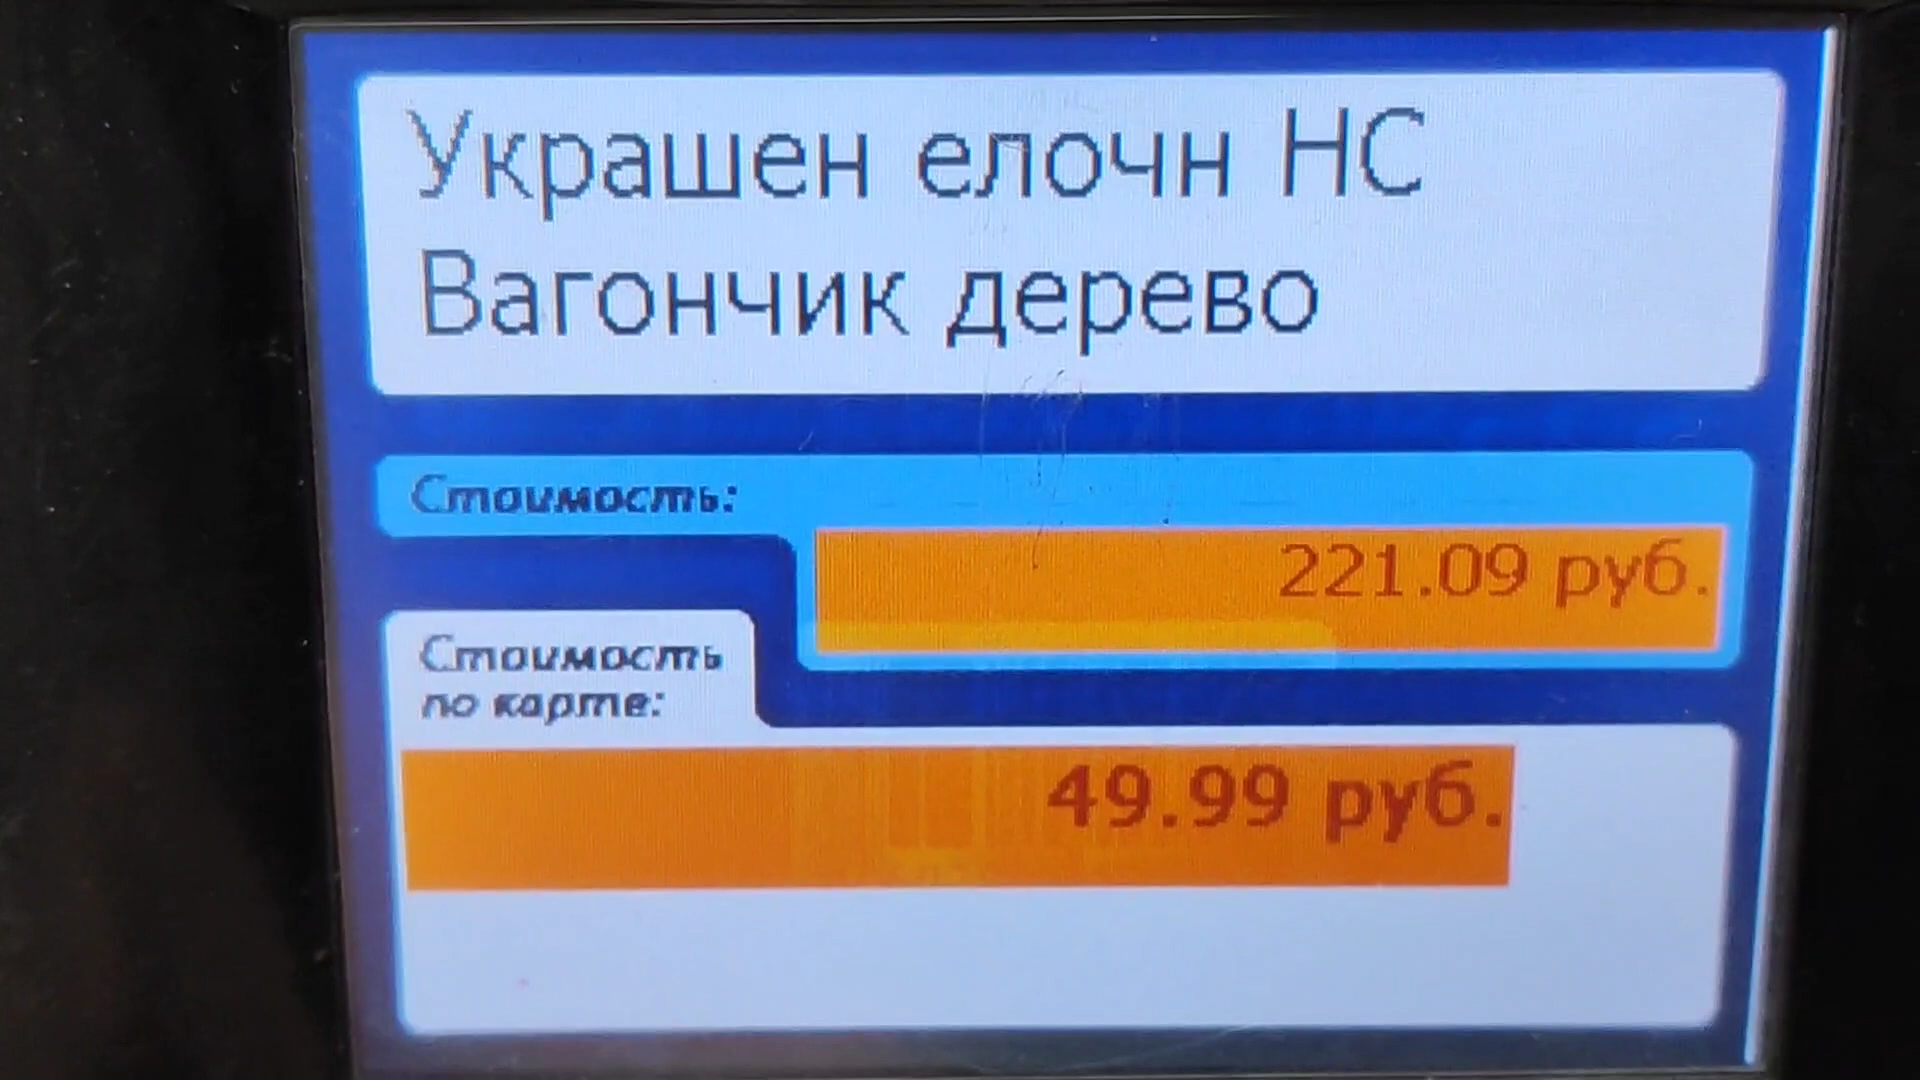 Украшен елочн НС
Вагончик дерево
Стоимость:
221.09 руб.
Стоимость
по карте:
49.99 руб.